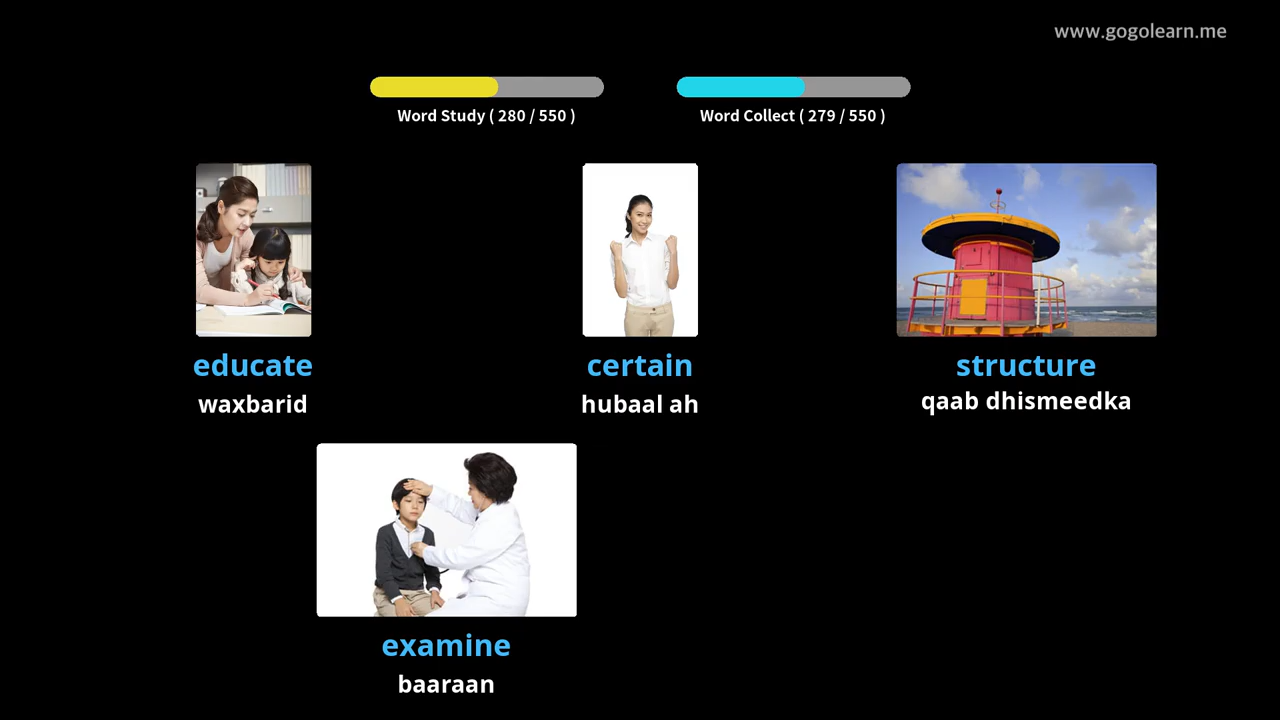 www.gogolearn.me
Word Study ( 280 / 550 )
Word Collect ( 279 / 550 )
educate
waxbarid
certain
hubaal ah
structure
qaab dhismeedka
examine
baaraan